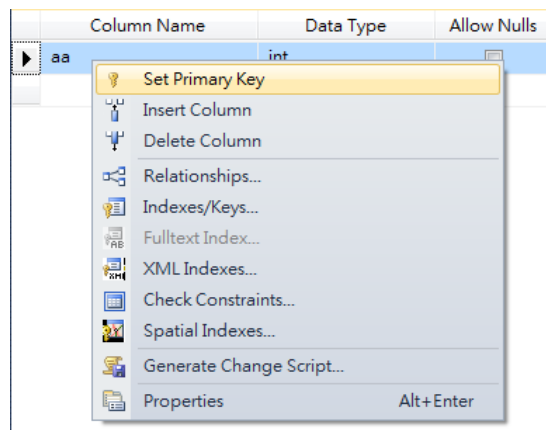 Column Name Data Type Allow Nulls
aa int
Set Primary Key
Insert Column
Delete Column
Relationships...
Indexes/Keys...
Fulltext Index...
XML Indexes...
Check Constraints...
Spatial Indexes...
Generate Change Script...
Properties Alt+Enter